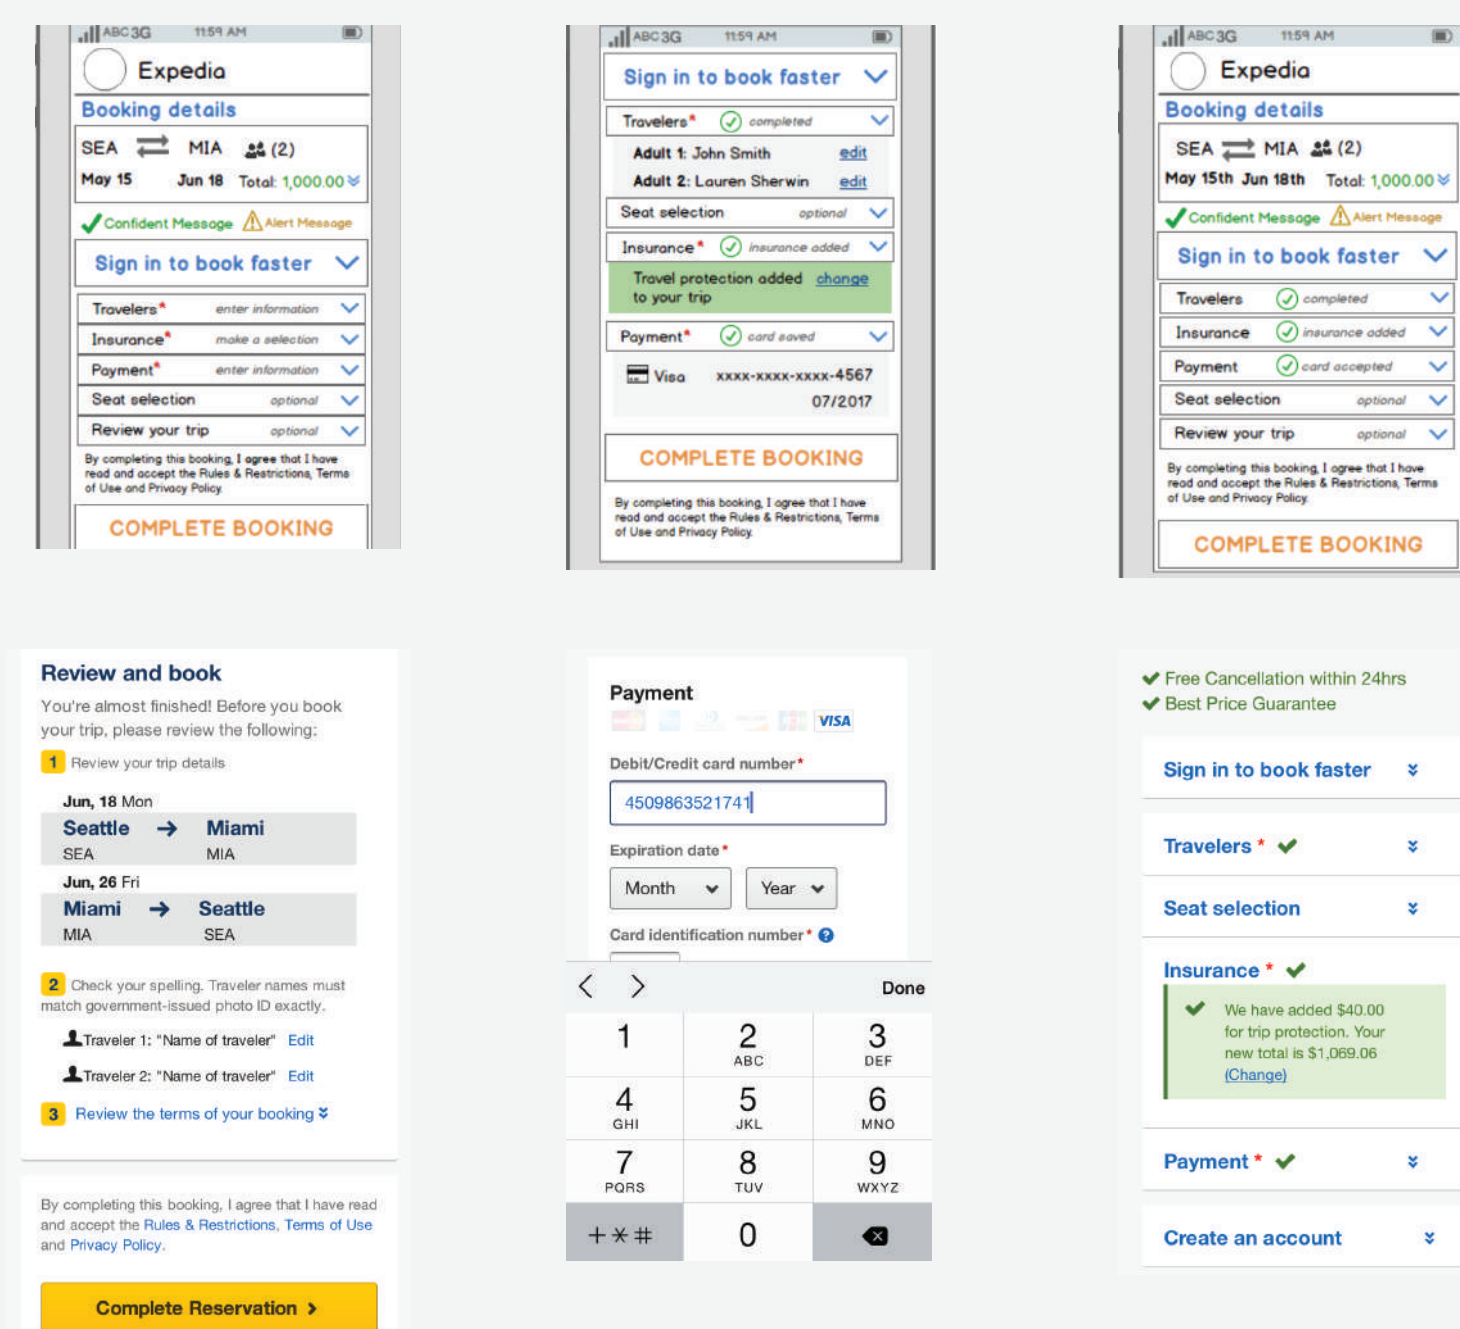 ABC 3G 11:59 AM
Expedia
Booking details
SEA MIA (2)
May 15 Jun 18 Total: 1,000.00
Confident Message Alert Message
Sign in to book faster
Travelers* enter information
Insurance* make a selection
Payment* enter information
Seat selection optional
Review your trip optional
By completing this booking, I agree that I have
read and accept the Rules & Restrictions, Terms
of Use and Privacy Policy.
COMPLETE BOOKING
ABC 3G 11:59 AM
Sign in to book faster
Travelers* completed
Adult 1: John Smith edit
Adult 2: Lauren Sherwin edit
Seat selection optional
Insurance* insurance added
Travel protection added change
to your trip
Payment* card saved
Visa xxxx-xxxx-xxxx-4567
07/2017
COMPLETE BOOKING
By completing this booking, I agree that I have
read and accept the Rules & Restrictions, Terms
of Use and Privacy Policy.
ABC 3G 11:59 AM
Expedia
Booking details
SEA MIA (2)
May 15th Jun 18th Total: 1,000.00
Confident Message Alert Message
Sign in to book faster
Travelers completed
Insurance insurance added
Payment card accepted
Seat selection optional
Review your trip optional
By completing this booking, I agree that I have
read and accept the Rules & Restrictions, Terms
of Use and Privacy Policy.
COMPLETE BOOKING
Review and book
You're almost finished! Before you book
your trip, please review the following:
1 Review your trip details
Jun, 18 Mon
Seattle → Miami
SEA MIA
Jun, 26 Fri
Miami → Seattle
MIA SEA
2 Check your spelling. Traveler names must
match government-issued photo ID exactly.
Traveler 1: "Name of traveler" Edit
Traveler 2: "Name of traveler" Edit
3 Review the terms of your booking
By completing this booking, I agree that I have read
and accept the Rules & Restrictions, Terms of Use
and Privacy Policy.
Complete Reservation >
Payment
VISA
Debit/Credit card number*
4509863521741
Expiration date*
Month Year
Card identification number* ?
Done
1 2 3
ABC DEF
4 5 6
GHI JKL MNO
7 8 9
PQRS TUV WXYZ
+*# 0
Free Cancellation within 24hrs
Best Price Guarantee
Sign in to book faster
Travelers *
Seat selection
Insurance *
We have added $40.00
for trip protection. Your
new total is $1,069.06
(Change)
Payment *
Create an account